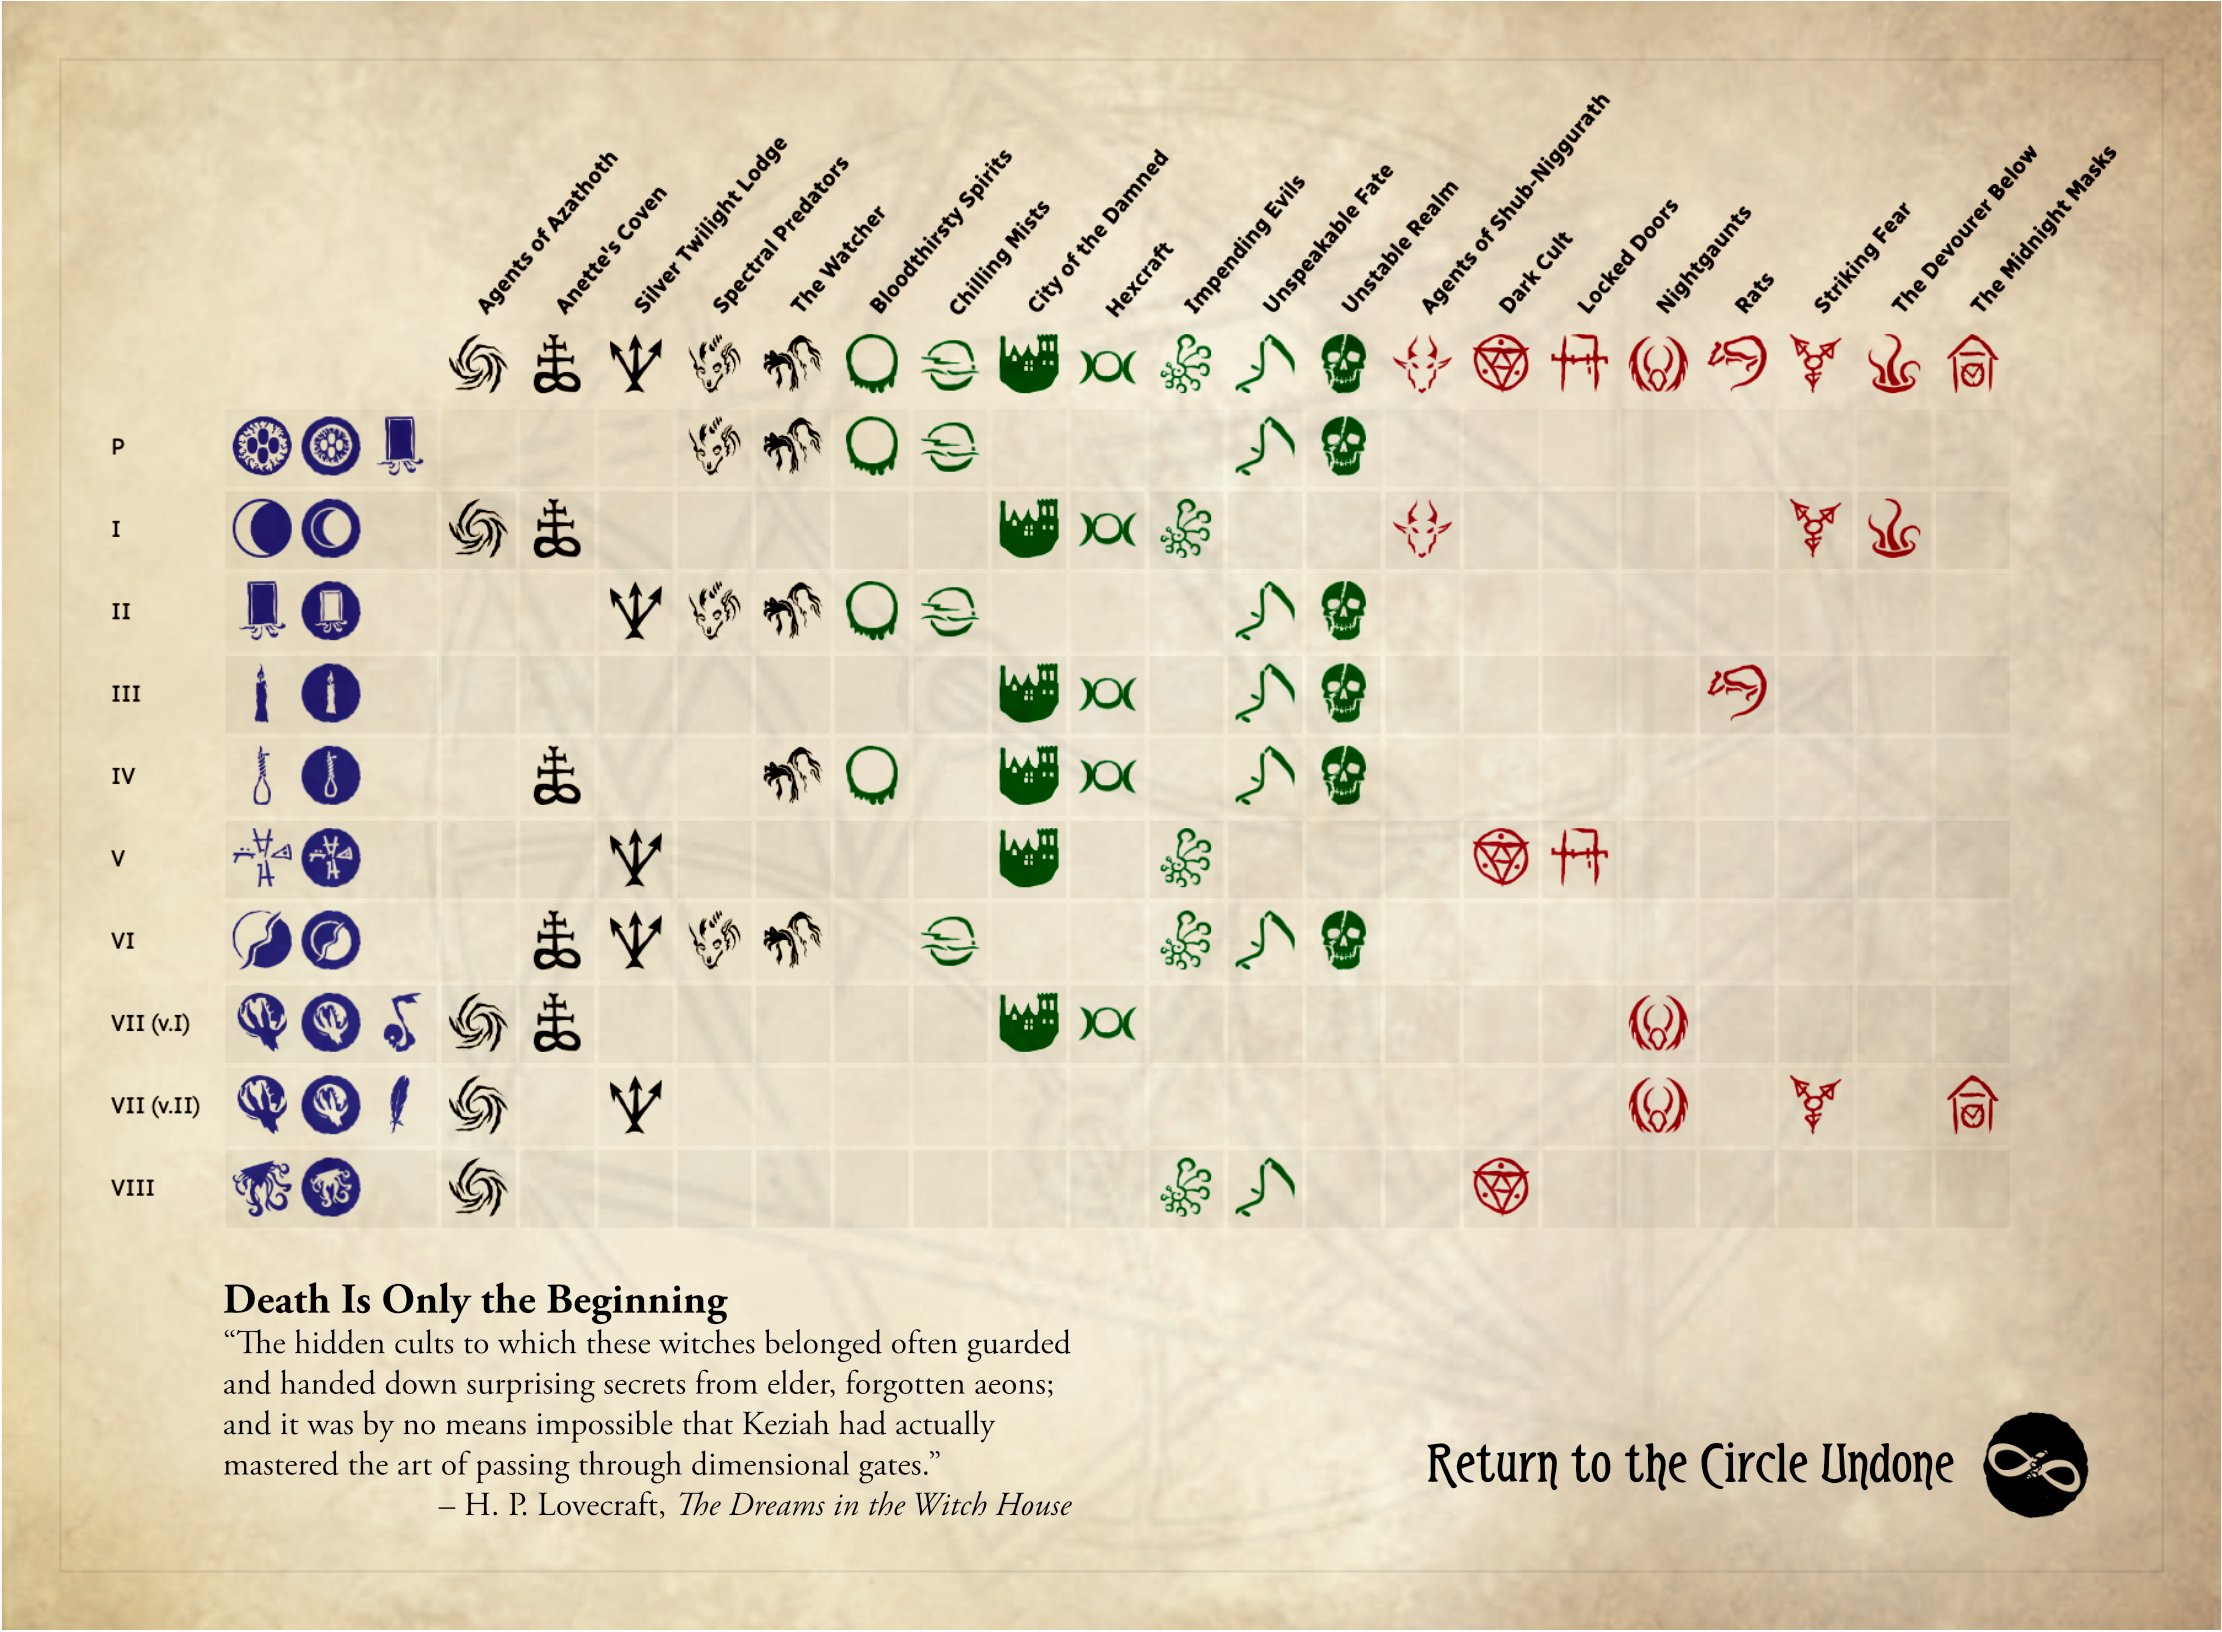 Agents of Azathoth
Anette's Coven
Silver Twilight Lodge
Spectral Predators
The Watcher
Bloodthirsty Spirits
Chilling Mists
City of the Damned
Hexcraft
Impending Evils
Unspeakable Fate
Unstable Realm
Agents of Shub-Niggurath
Dark Cult
Locked Doors
Nightgaunts
Rats
Striking Fear
The Devourer Below
The Midnight Masks
P
I
II
III
IV
V
VI
VII (v.I)
VII (v.II)
VIII
Death Is Only the Beginning
“The hidden cults to which these witches belonged often guarded
and handed down surprising secrets from elder, forgotten aeons;
and it was by no means impossible that Keziah had actually
mastered the art of passing through dimensional gates.”
– H. P. Lovecraft, The Dreams in the Witch House
Return to the Circle Undone